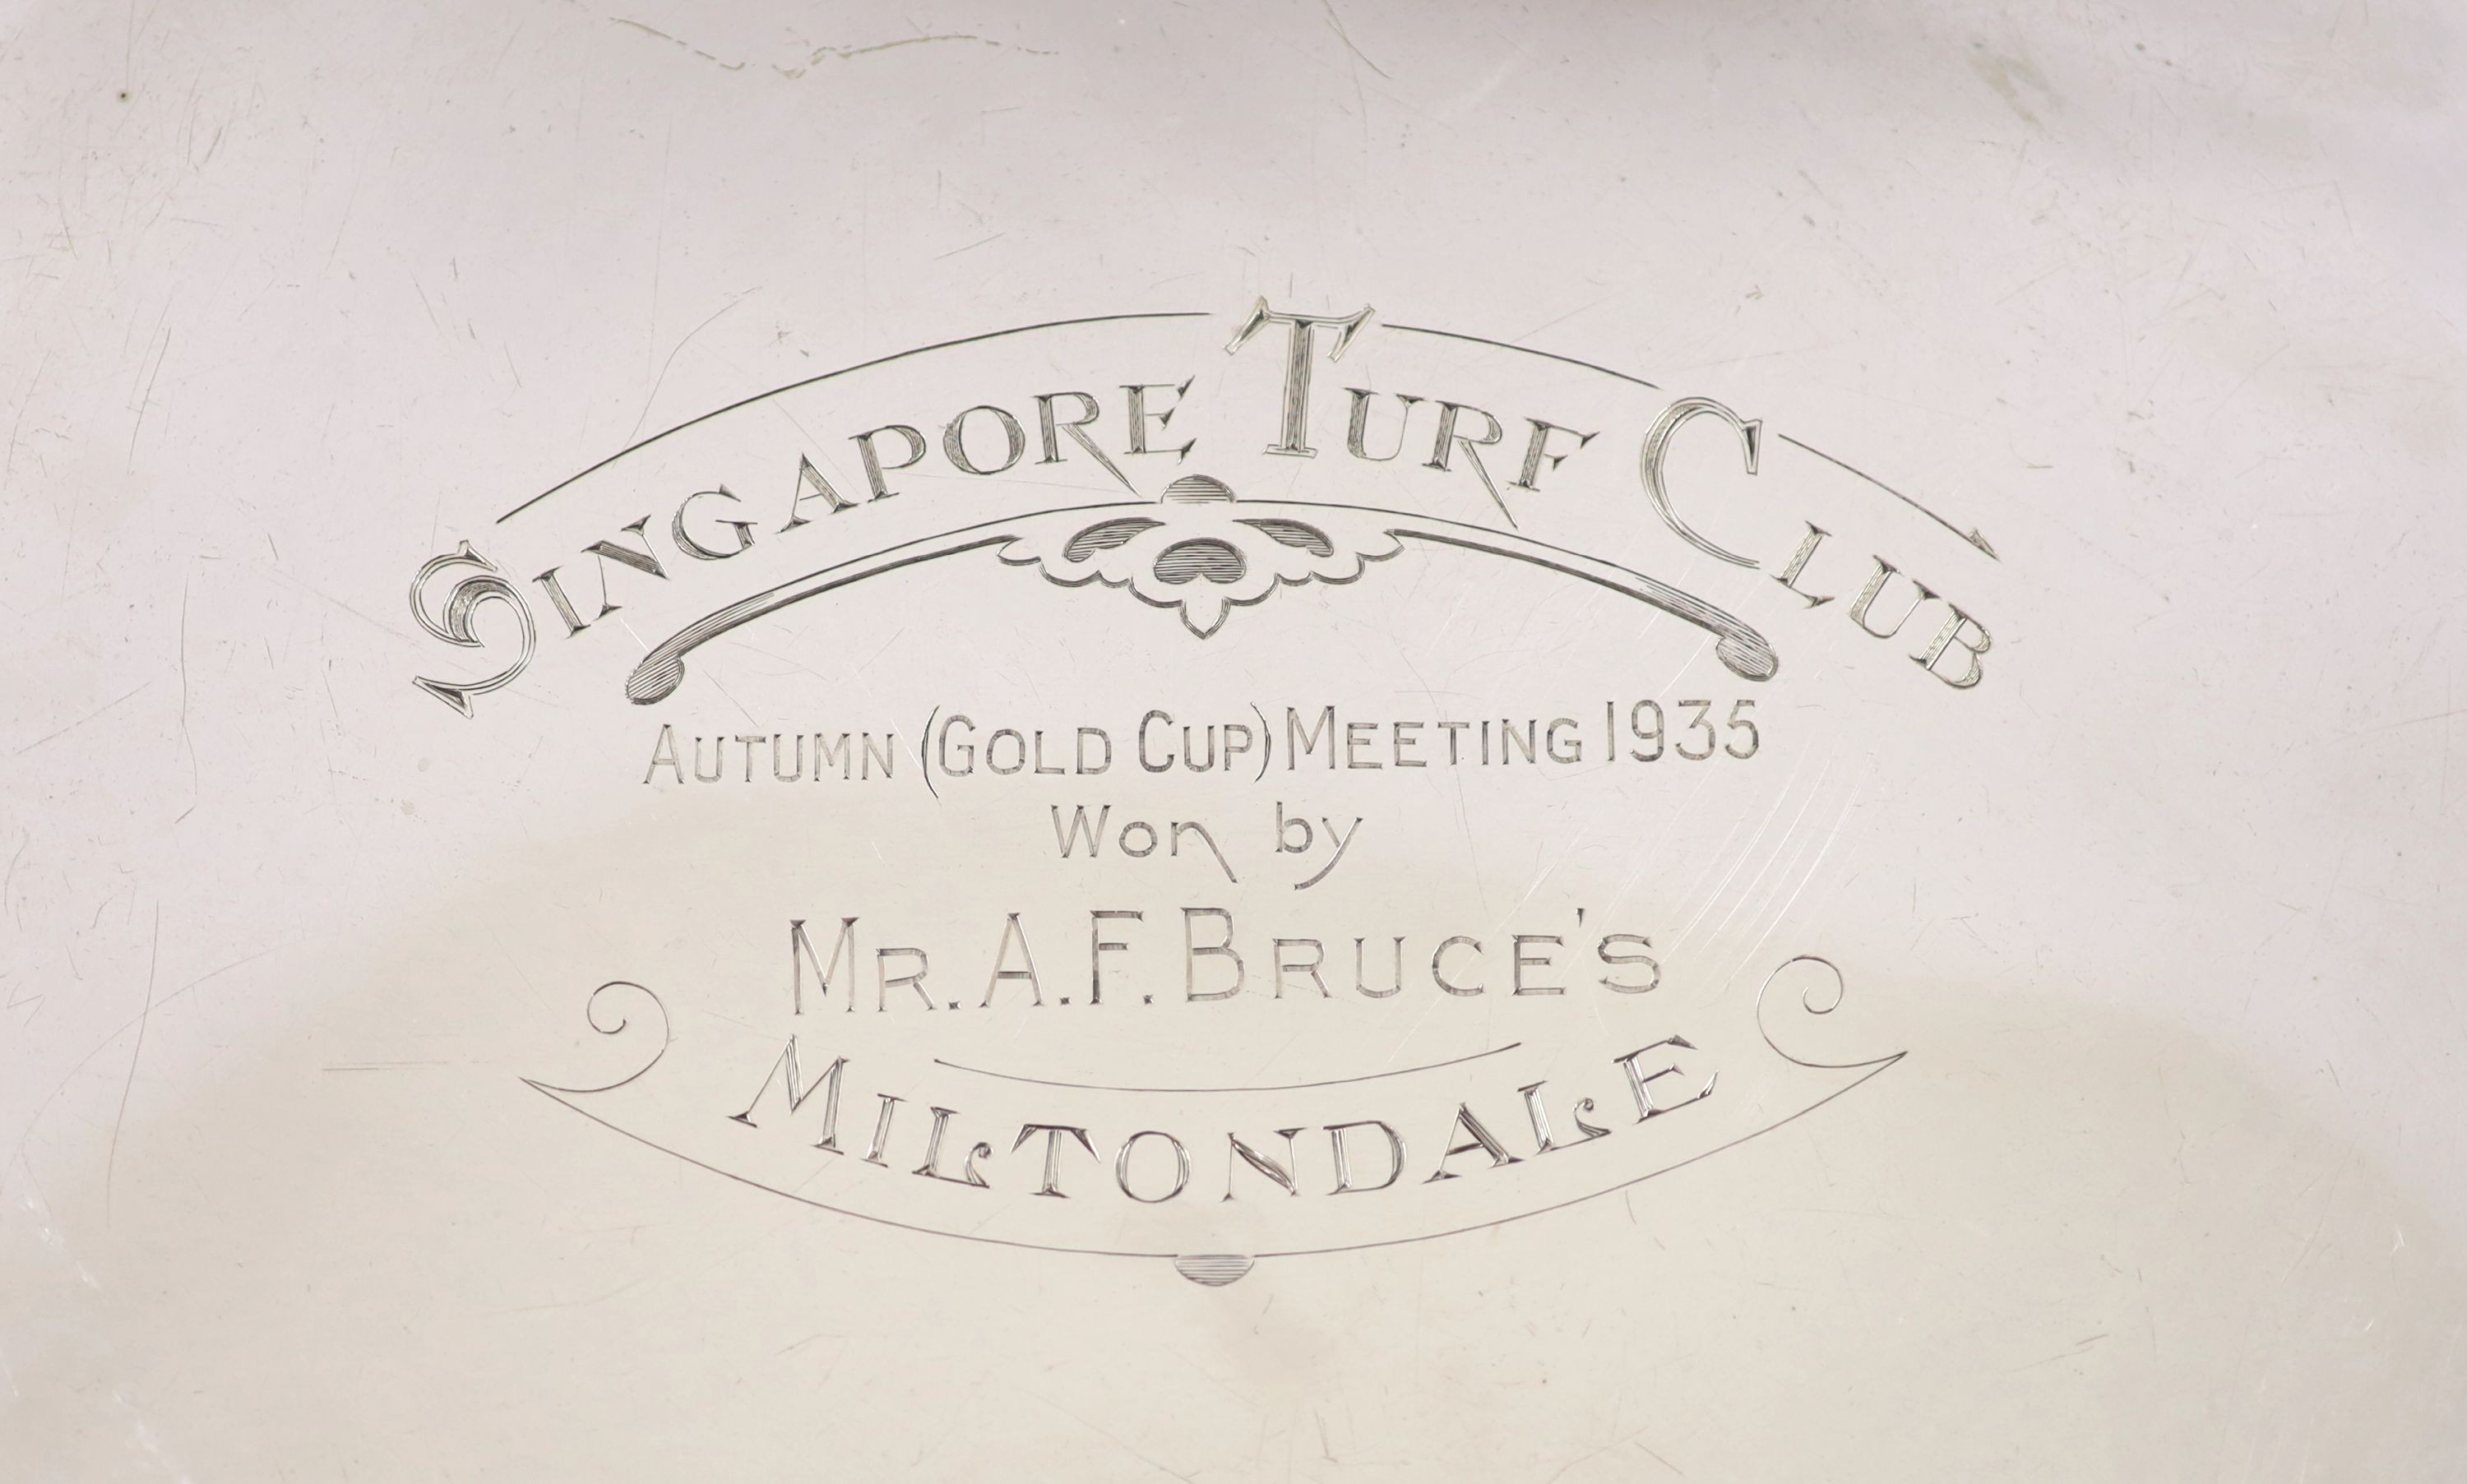 SINGAPORE TURF CLUB
AUTUMN (GOLD CUP) MEETING 1935
Won by
MR. A. F. BRUCE'S
MILTONDALE